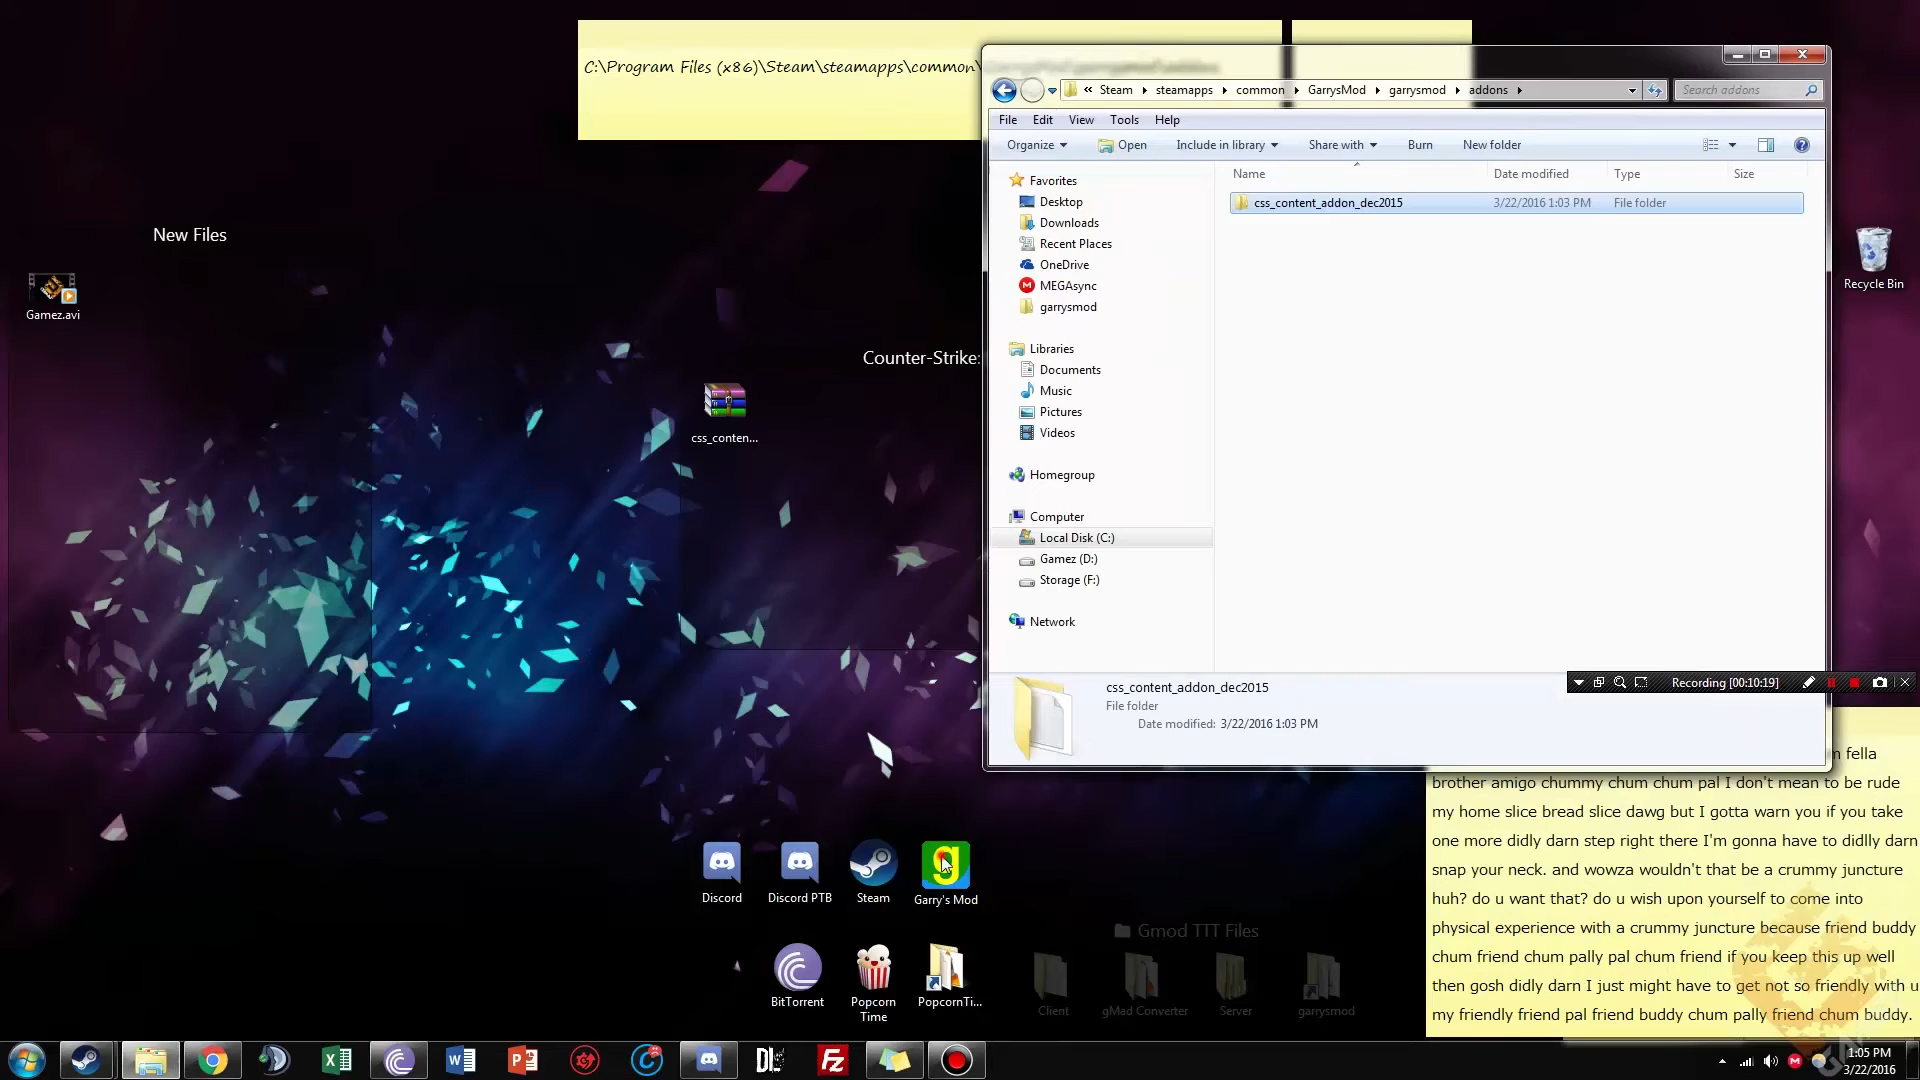 C:\Program Files (x86)\Steam\steamapps\common\
« Steam steamapps common GarrysMod garrysmod addons
Search addons
File Edit View Tools Help
Organize Open Include in library Share with Burn New folder
Name Date modified Type Size
css_content_addon_dec2015 3/22/2016 1:03 PM File folder
Favorites
Desktop
Downloads
Recent Places
OneDrive
MEGAsync
garrysmod
Libraries
Documents
Music
Pictures
Videos
Homegroup
Computer
Local Disk (C:)
Gamez (D:)
Storage (F:)
Network
css_content_addon_dec2015
File folder
Date modified: 3/22/2016 1:03 PM
Recording [00:10:19]
New Files
Gamez.avi
Counter-Strike:
css_conten...
Recycle Bin
fella
brother amigo chummy chum chum pal I don't mean to be rude
my home slice bread slice dawg but I gotta warn you if you take
one more didly darn step right there I'm gonna have to didlly darn
snap your neck. and wowza wouldn't that be a crummy juncture
huh? do u want that? do u wish upon yourself to come into
physical experience with a crummy juncture because friend buddy
chum friend chum pally pal chum friend if you keep this up well
then gosh didly darn I just might have to get not so friendly with u
my friendly friend pal friend buddy chum pally friend chum buddy.
Discord
Discord PTB
Steam
Garry's Mod
BitTorrent
Popcorn
Time
PopcornTi...
Gmod TTT Files
Client
gMad Converter
Server
garrysmod
1:05 PM
3/22/2016